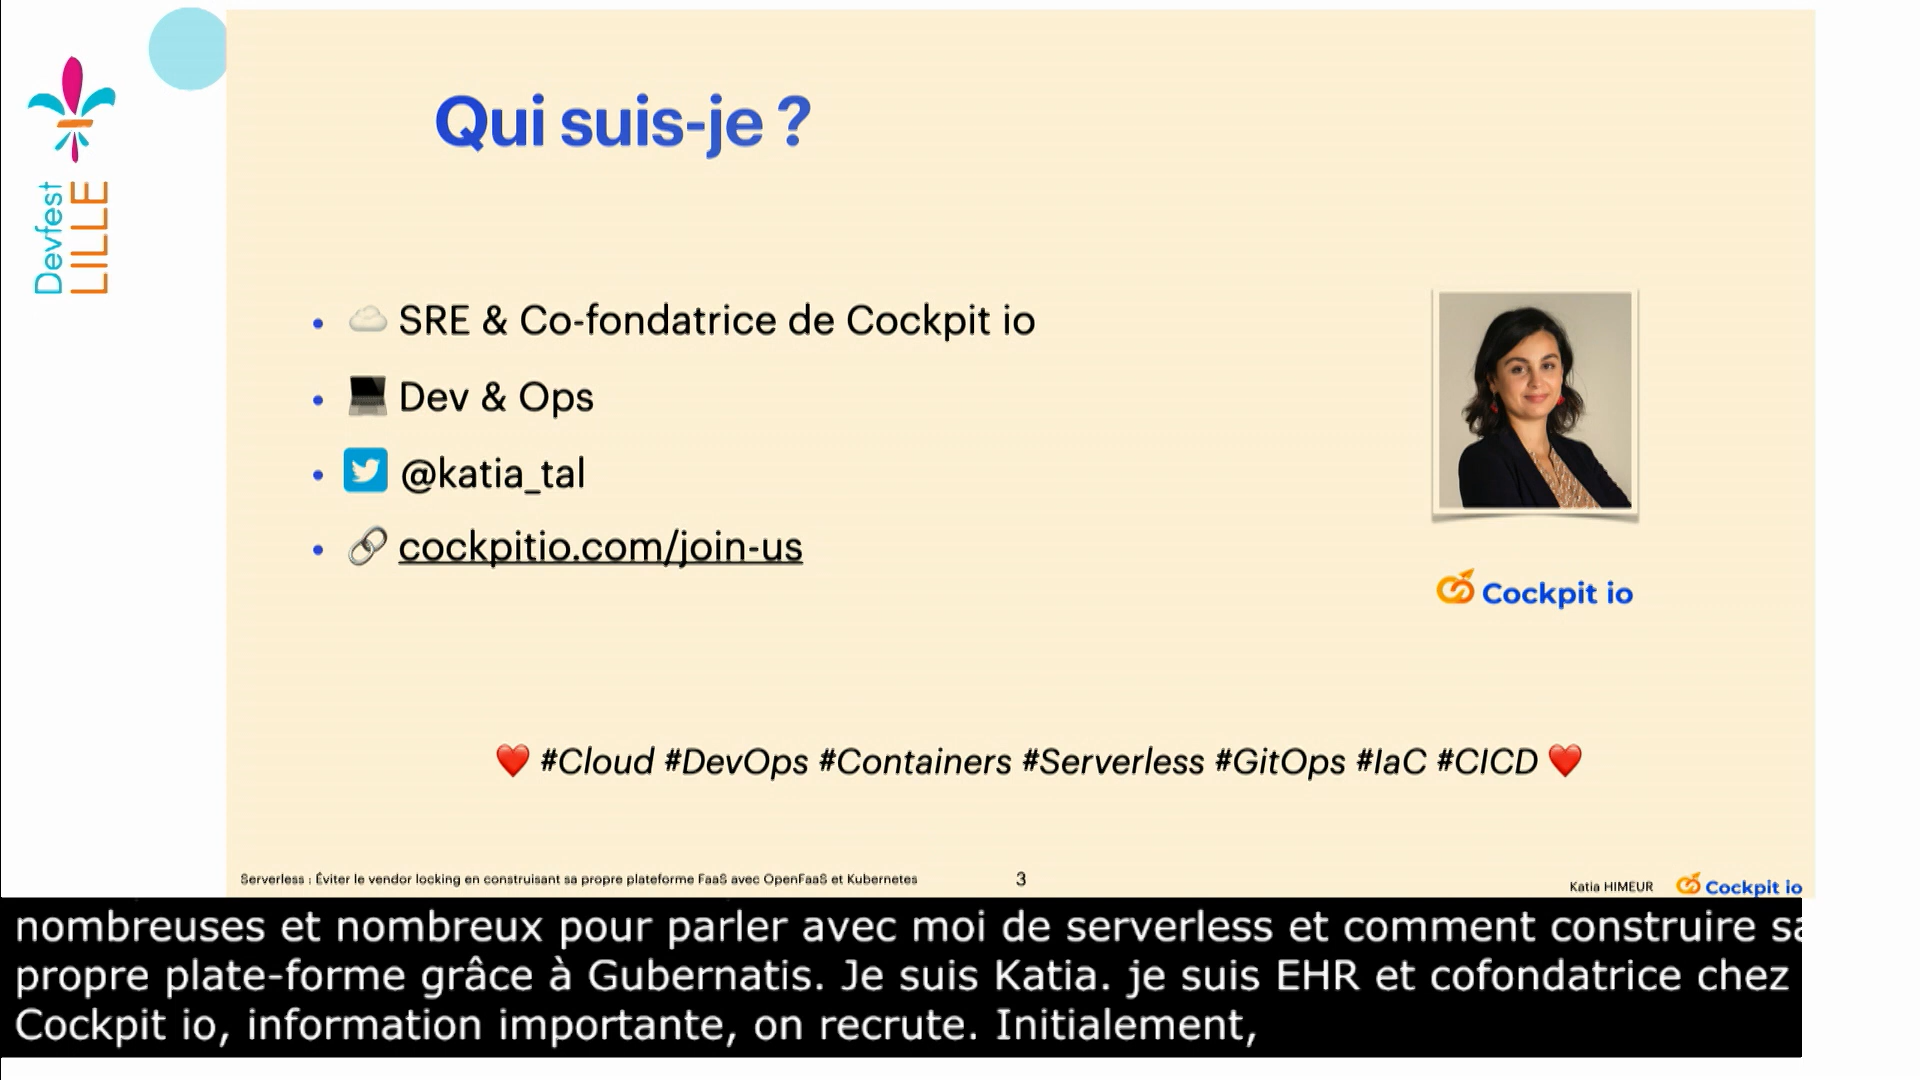 Devfest
LILLE
Qui suis-je ?
SRE & Co-fondatrice de Cockpit io
Dev & Ops
@katia_tal
cockpitio.com/join-us
Cockpit io
#Cloud #DevOps #Containers #Serverless #GitOps #IaC #CICD
Serverless : Éviter le vendor locking en construisant sa propre plateforme FaaS avec OpenFaaS et Kubernetes
3
Katia HIMEUR
Cockpit io
nombreuses et nombreux pour parler avec moi de serverless et comment construire sa
propre plate-forme grâce à Gubernatis. Je suis Katia. je suis EHR et cofondatrice chez
Cockpit io, information importante, on recrute. Initialement,